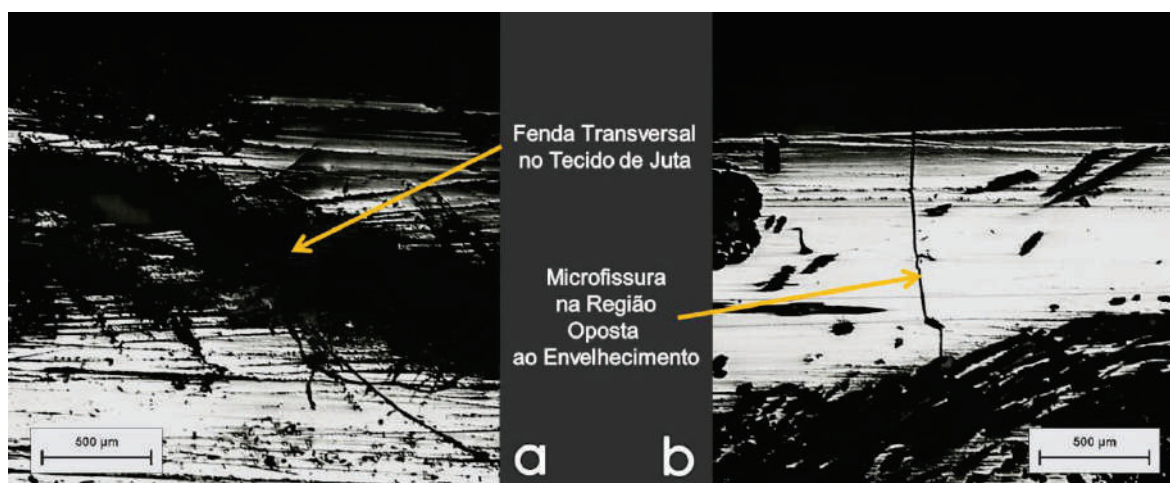 Fenda Transversal
no Tecido de Juta
Microfissura
na Região
Oposta
ao Envelhecimento
500 µm
a
b
500 µm